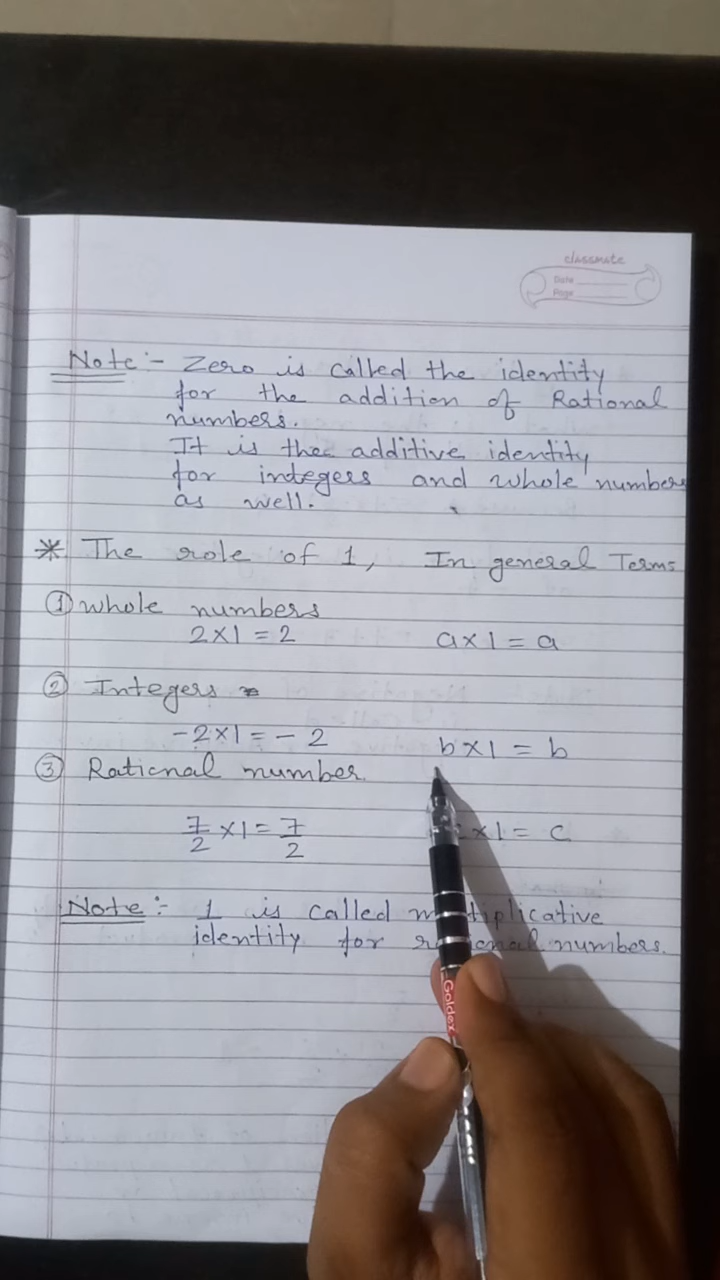 classmate
Date
Page
Note :- Zero is called the identity
for the addition of Rational
numbers.
It is the additive identity
for integers and whole numbers
as well.
* The role of 1, In general Terms
① Whole numbers
2×1 = 2 a×1 = a
② Integers
-2×1 = -2 b×1 = b
③ Rational number
7/2 ×1 = 7/2 ×1 = c
Note :- 1 is called multiplicative
identity for rational numbers.
Goldex